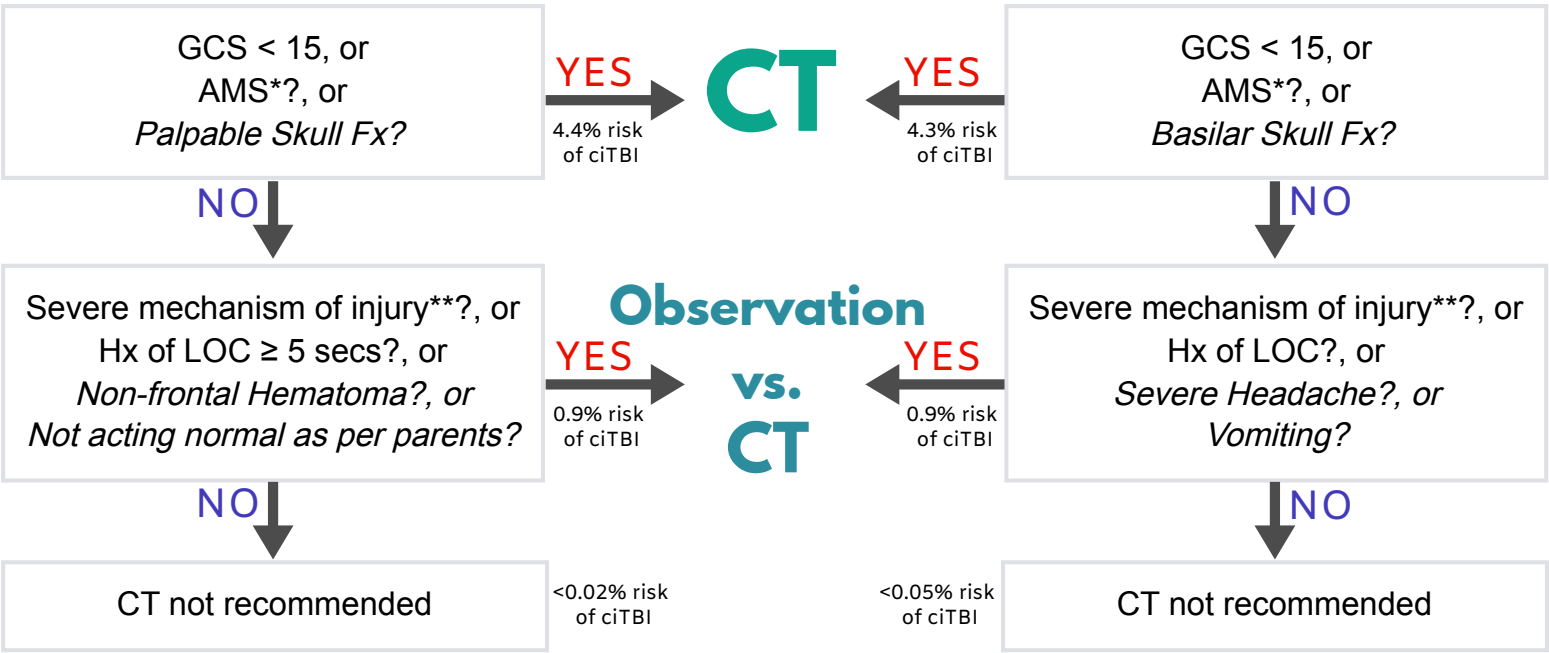 GCS < 15, or
AMS*?, or
Palpable Skull Fx?
YES
4.4% risk
of ciTBI
CT
YES
4.3% risk
of ciTBI
GCS < 15, or
AMS*?, or
Basilar Skull Fx?
NO
NO
Severe mechanism of injury**?, or
Hx of LOC ≥ 5 secs?, or
Non-frontal Hematoma?, or
Not acting normal as per parents?
YES
0.9% risk
of ciTBI
Observation
vs.
CT
YES
0.9% risk
of ciTBI
Severe mechanism of injury**?, or
Hx of LOC?, or
Severe Headache?, or
Vomiting?
NO
NO
CT not recommended
<0.02% risk
of ciTBI
<0.05% risk
of ciTBI
CT not recommended